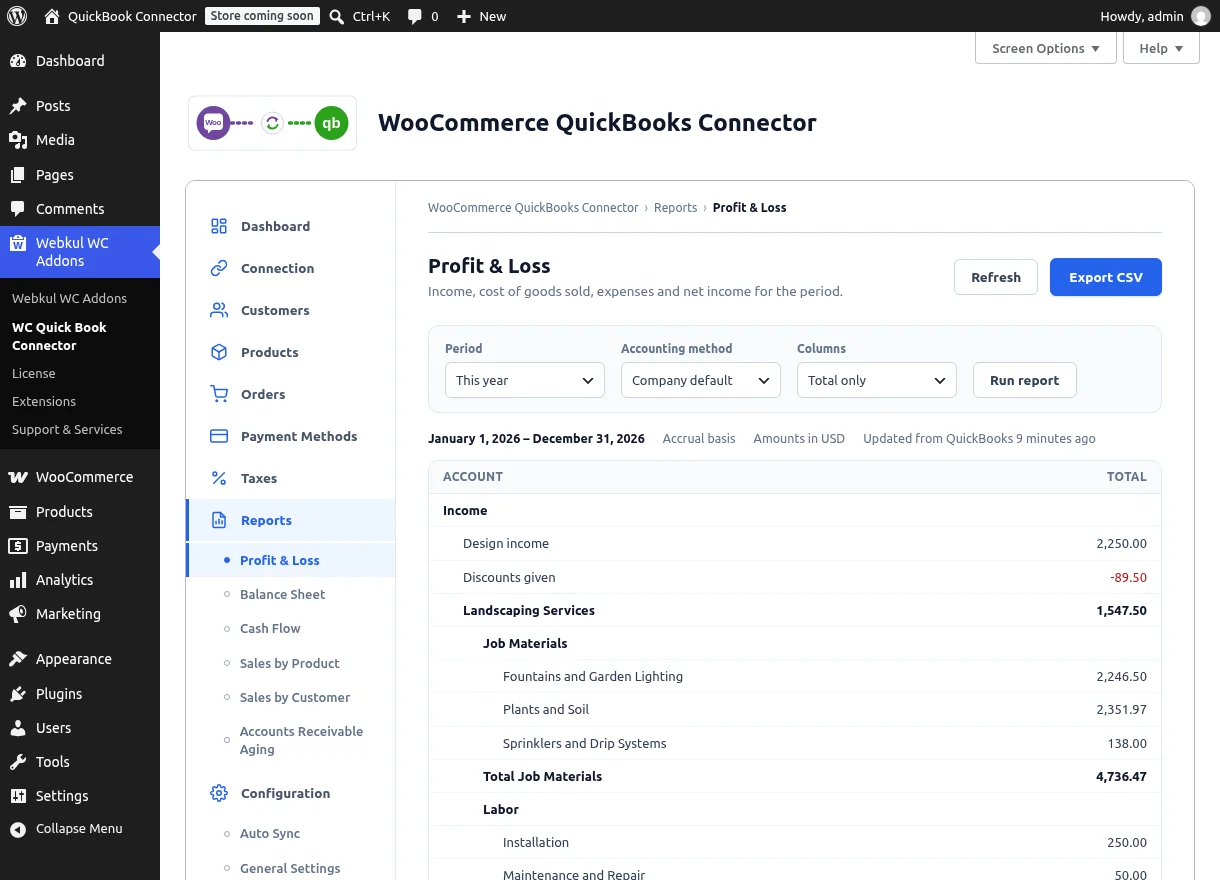 QuickBook Connector
Store coming soon
Ctrl+K
0
New
Howdy, admin
Screen Options
Help
Dashboard
Posts
Media
Pages
Comments
Webkul WC
Addons
Webkul WC Addons
WC Quick Book
Connector
License
Extensions
Support & Services
WooCommerce
Products
Payments
Analytics
Marketing
Appearance
Plugins
Users
Tools
Settings
Collapse Menu
Woo
qb
WooCommerce QuickBooks Connector
Dashboard
Connection
Customers
Products
Orders
Payment Methods
Taxes
Reports
Profit & Loss
Balance Sheet
Cash Flow
Sales by Product
Sales by Customer
Accounts Receivable
Aging
Configuration
Auto Sync
General Settings
WooCommerce QuickBooks Connector › Reports › Profit & Loss
Profit & Loss
Income, cost of goods sold, expenses and net income for the period.
Refresh
Export CSV
Period
Accounting method
Columns
This year
Company default
Total only
Run report
January 1, 2026 – December 31, 2026 Accrual basis Amounts in USD Updated from QuickBooks 9 minutes ago
ACCOUNT TOTAL
Income
Design income 2,250.00
Discounts given -89.50
Landscaping Services 1,547.50
Job Materials
Fountains and Garden Lighting 2,246.50
Plants and Soil 2,351.97
Sprinklers and Drip Systems 138.00
Total Job Materials 4,736.47
Labor
Installation 250.00
Maintenance and Repair 50.00